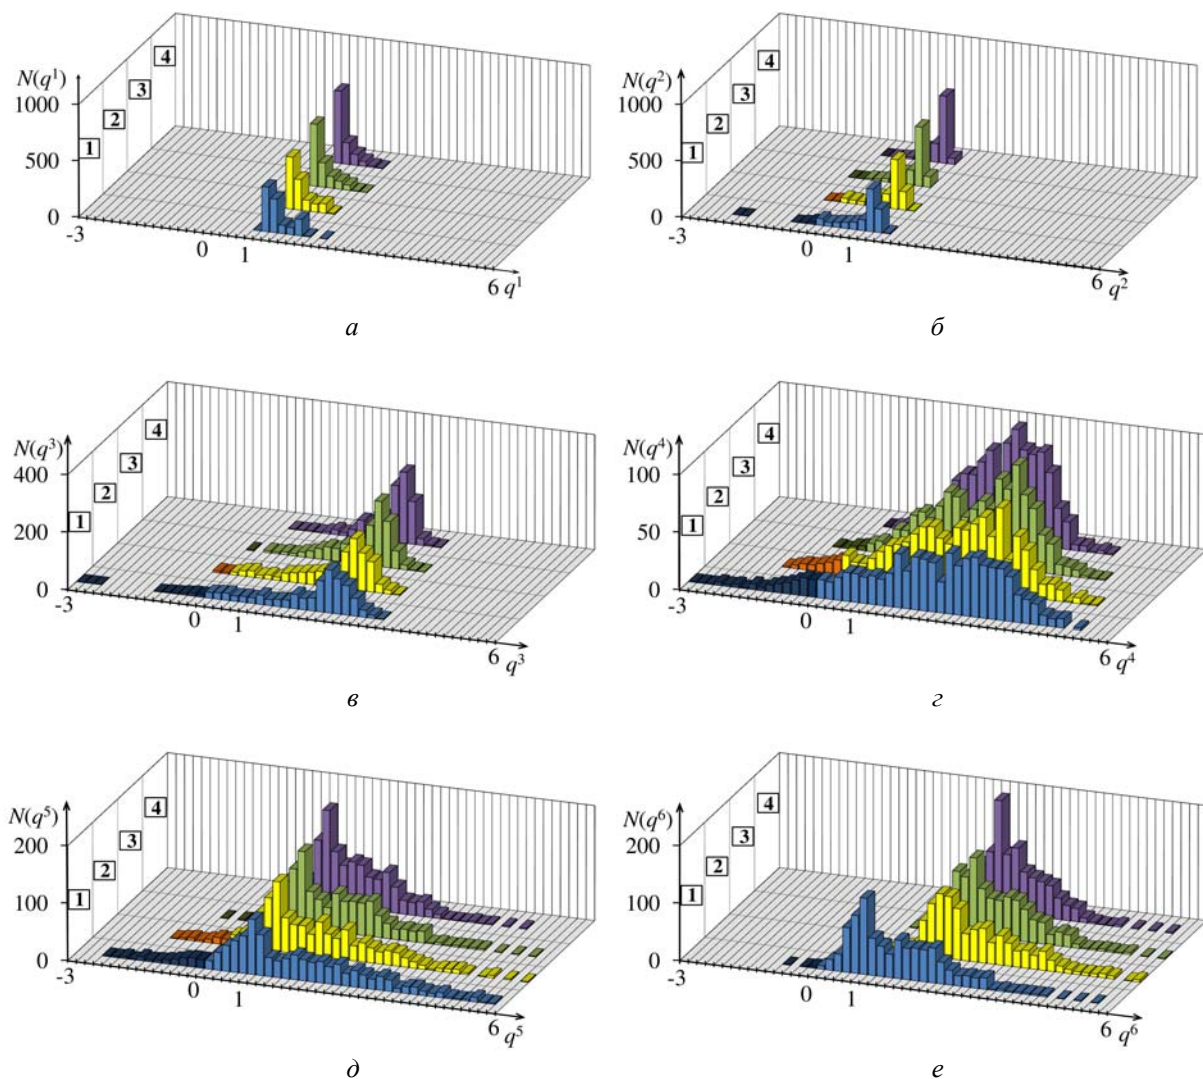 4 4
N(q¹) 3 N(q²) 3
1000 2 1000 2
500 1 500 1
0 0
-3 0 1 -3 0 1
6 q¹ 6 q²
а б
4 4
N(q³) 3 N(q⁴) 3
400 2 100 2
200 1 50 1
0 0
-3 0 1 -3 0 1
6 q³ 6 q⁴
в г
4 4
N(q⁵) 3 N(q⁶) 3
200 2 200 2
100 1 100 1
0 0
-3 0 1 -3 0 1
6 q⁵ 6 q⁶
д е